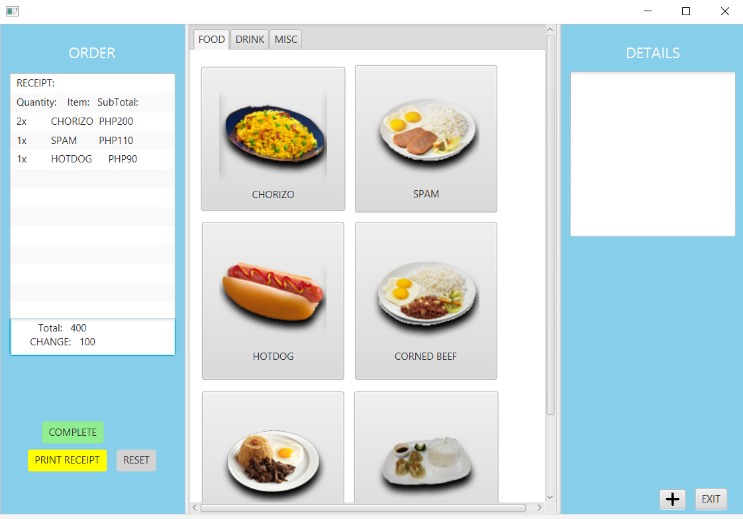 ORDER
RECEIPT:
Quantity: Item: SubTotal:
2x CHORIZO PHP200
1x SPAM PHP110
1x HOTDOG PHP90
Total: 400
CHANGE: 100
COMPLETE
PRINT RECEIPT RESET
FOOD DRINK MISC
CHORIZO SPAM
HOTDOG CORNED BEEF
DETAILS
EXIT